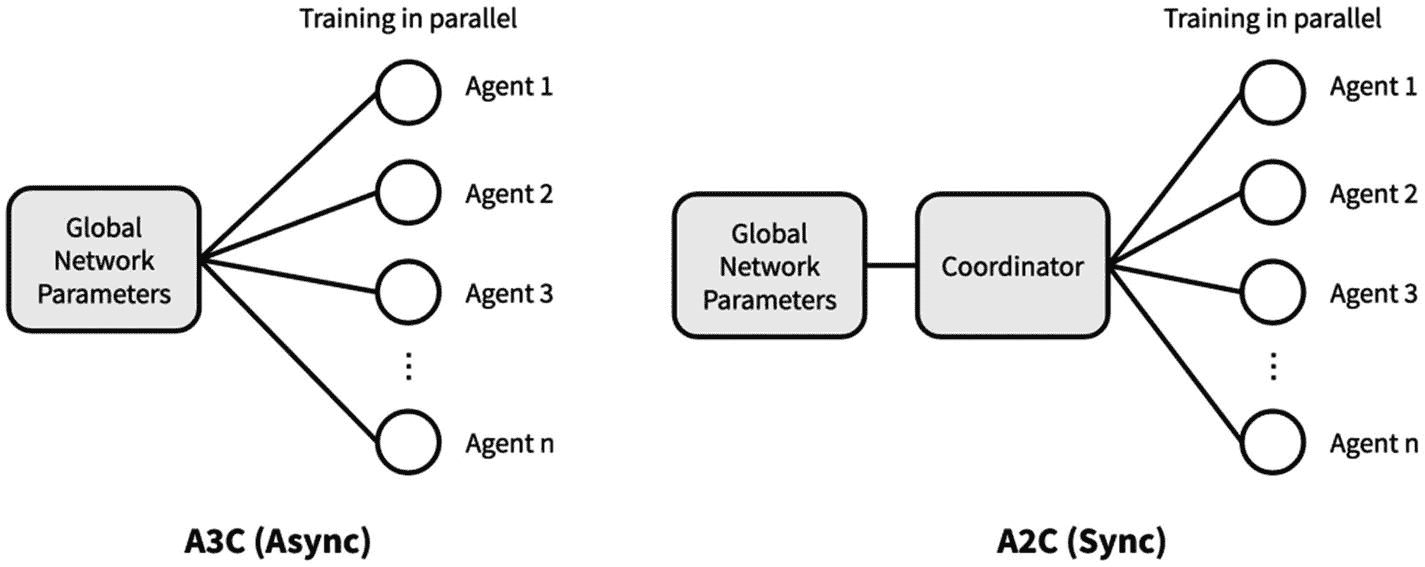 Training in parallel
Agent 1
Agent 2
Global
Network
Parameters
Agent 3
⋮
Agent n
A3C (Async)
Training in parallel
Agent 1
Agent 2
Global
Network
Parameters
Coordinator
Agent 3
⋮
Agent n
A2C (Sync)